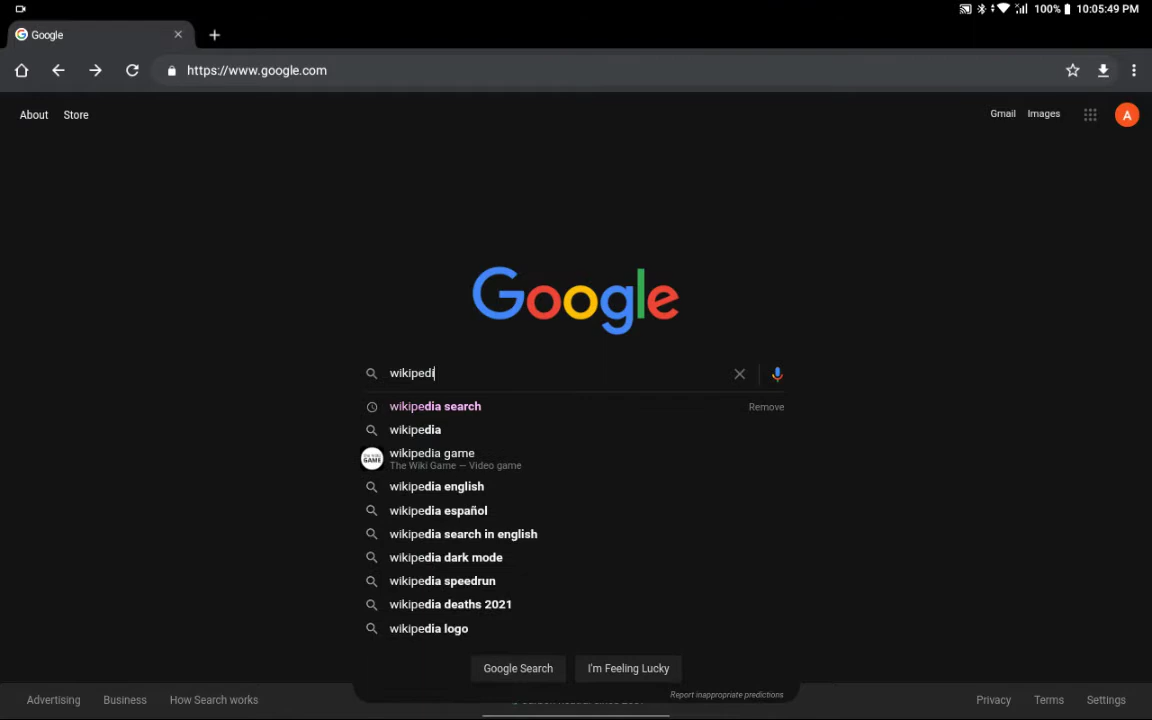 100% 10:05:49 PM
Google
https://www.google.com
About Store Gmail Images A
Google
wikipedi
wikipedia search Remove
wikipedia
wikipedia game
The Wiki Game — Video game
wikipedia english
wikipedia español
wikipedia search in english
wikipedia dark mode
wikipedia speedrun
wikipedia deaths 2021
wikipedia logo
Google Search I'm Feeling Lucky
Report inappropriate predictions
Advertising Business How Search works Privacy Terms Settings